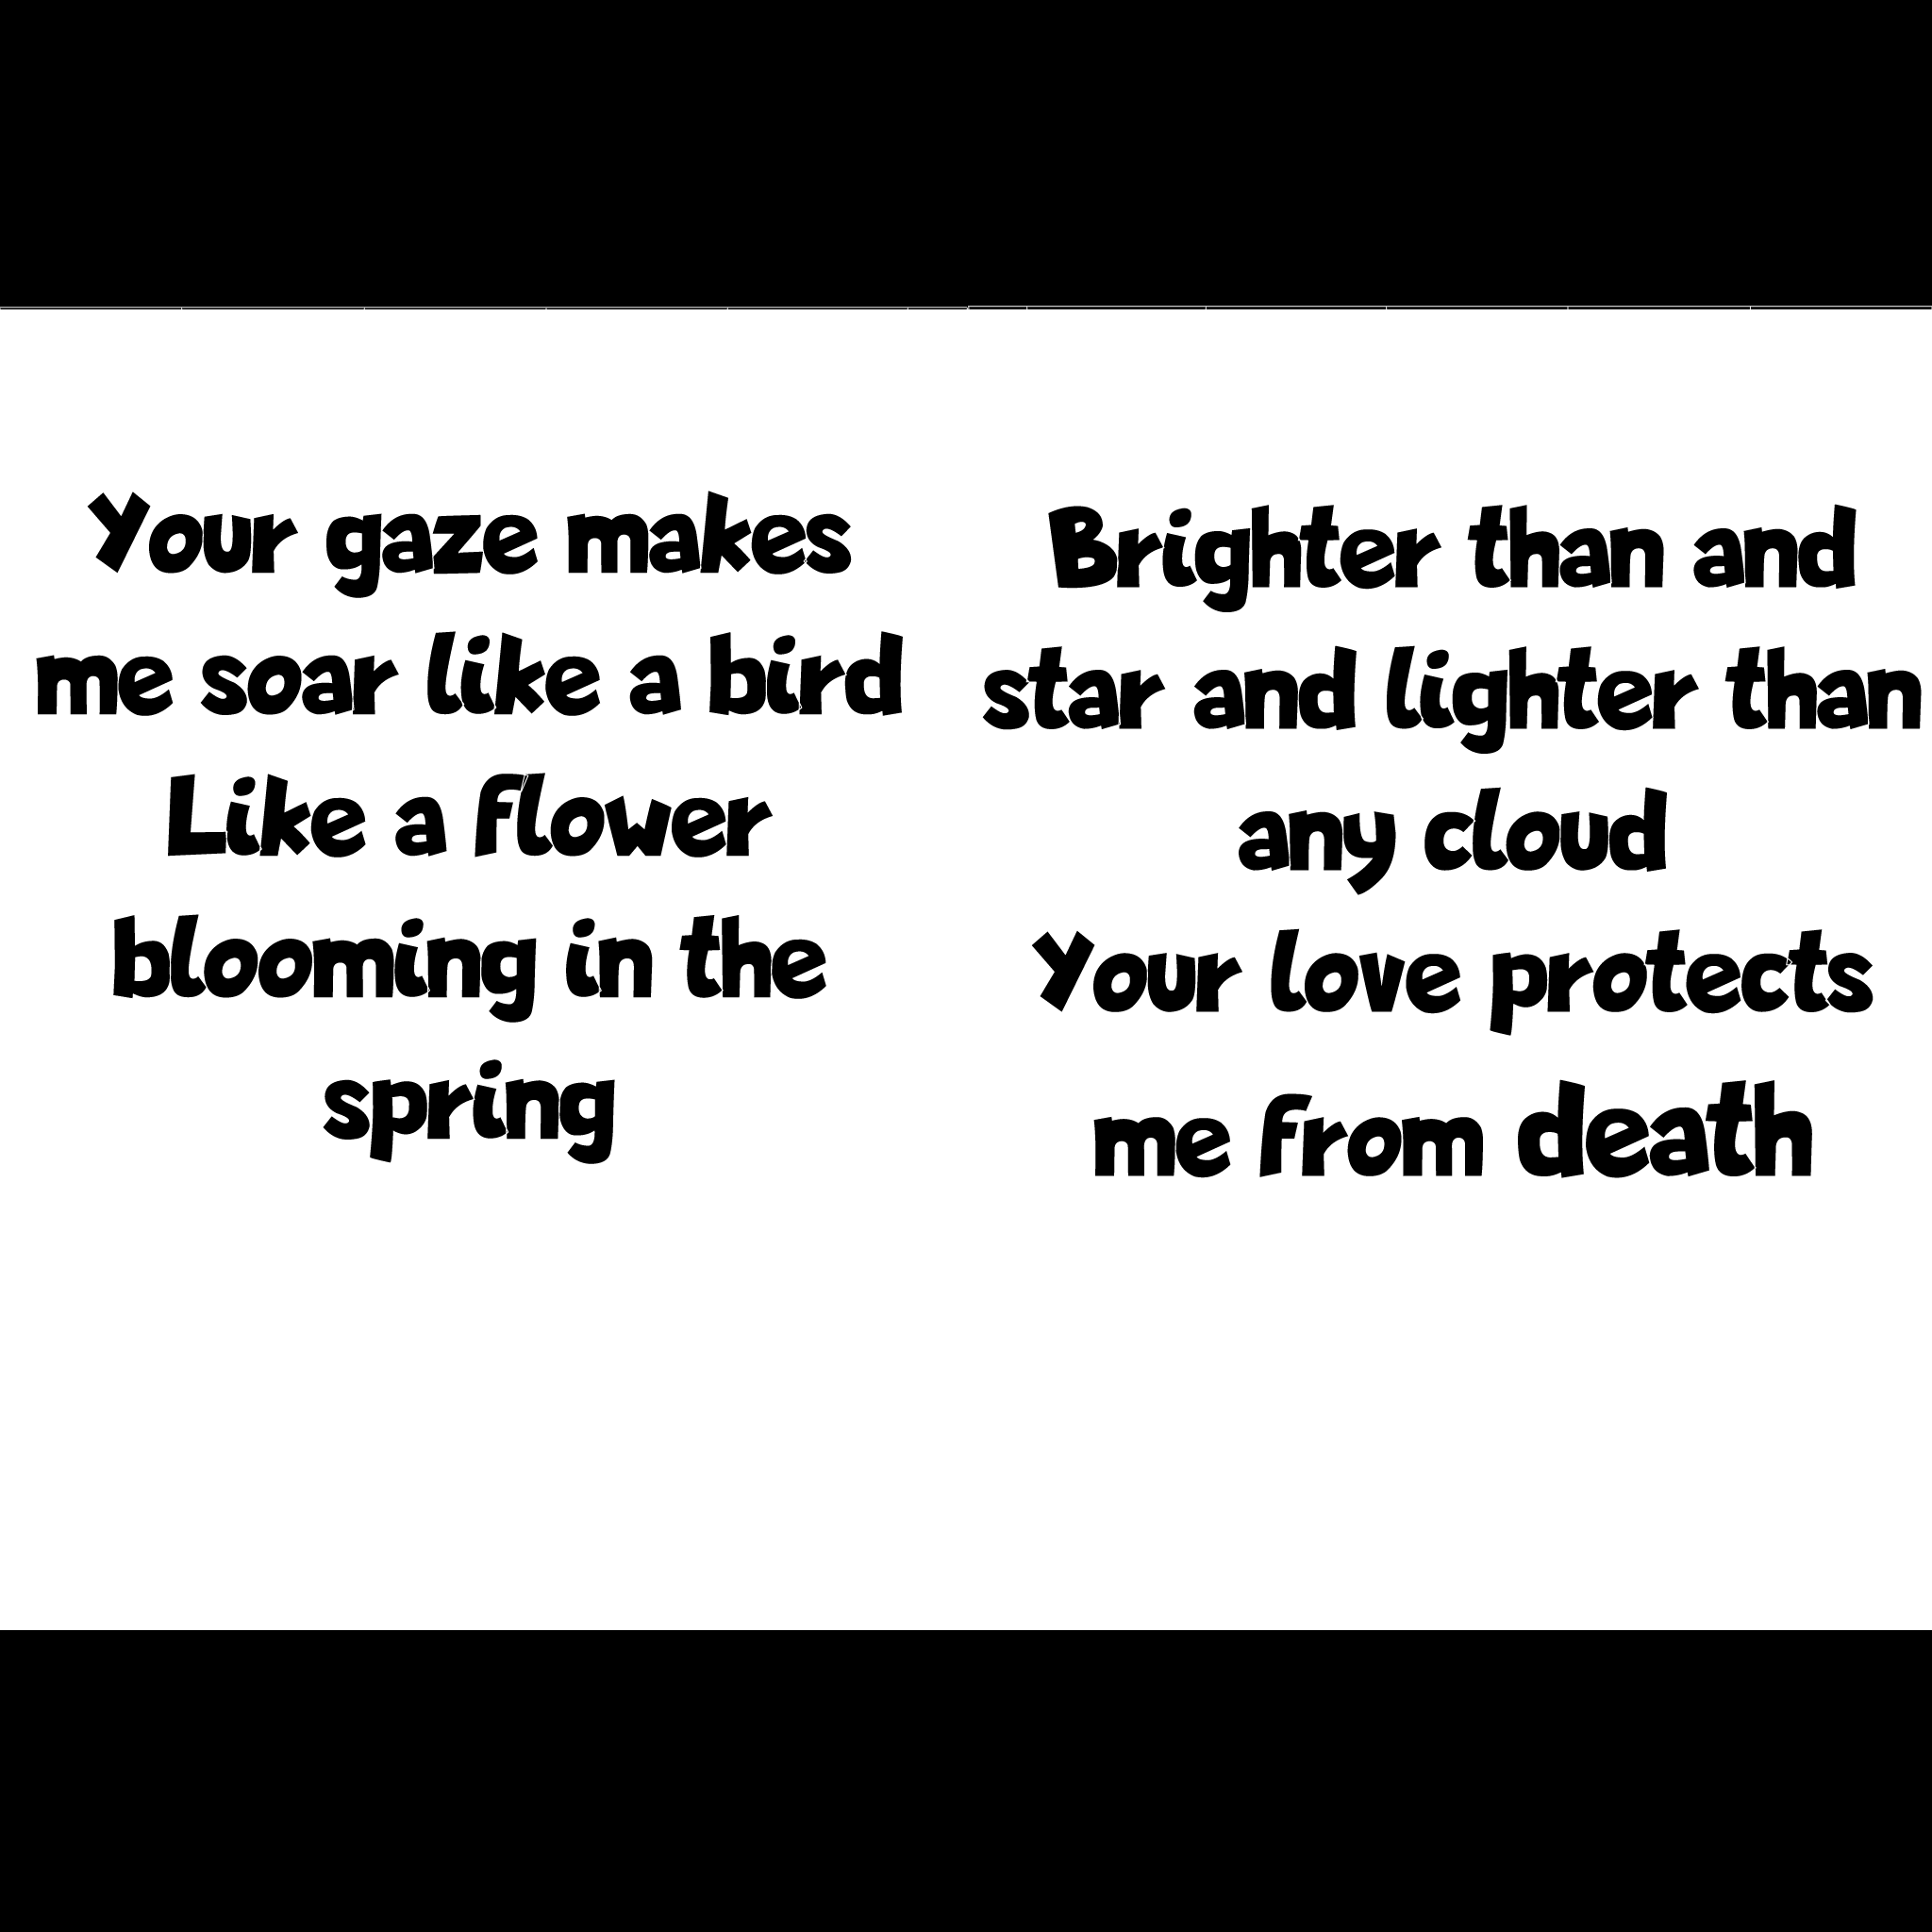 Your gaze makes
me soar like a bird
Like a flower
blooming in the
spring
Brighter than and
star and lighter than
any cloud
Your love protects
me from death